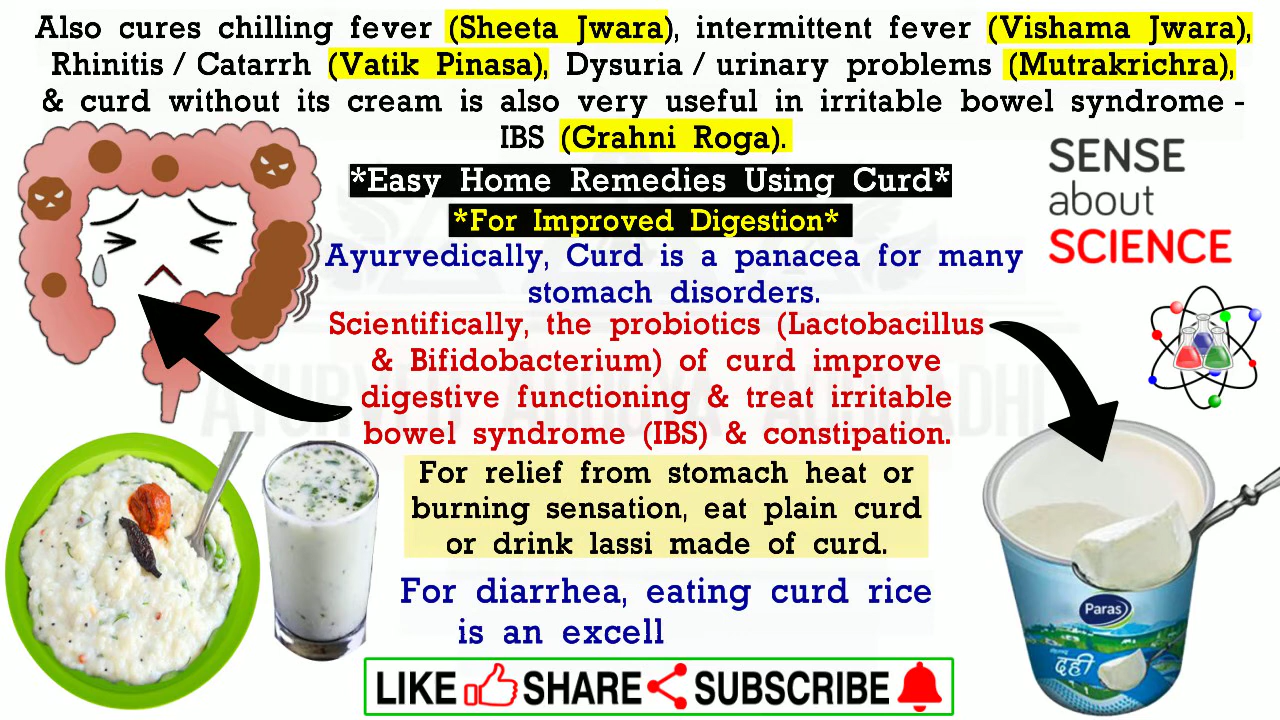 Also cures chilling fever (Sheeta Jwara), intermittent fever (Vishama Jwara),
Rhinitis / Catarrh (Vatik Pinasa), Dysuria / urinary problems (Mutrakrichra),
& curd without its cream is also very useful in irritable bowel syndrome -
IBS (Grahni Roga).
SENSE
about
SCIENCE
*Easy Home Remedies Using Curd*
*For Improved Digestion*
Ayurvedically, Curd is a panacea for many
stomach disorders.
Scientifically, the probiotics (Lactobacillus
& Bifidobacterium) of curd improve
digestive functioning & treat irritable
bowel syndrome (IBS) & constipation.
For relief from stomach heat or
burning sensation, eat plain curd
or drink lassi made of curd.
For diarrhea, eating curd rice
is an excell
Paras
दही
LIKE SHARE SUBSCRIBE